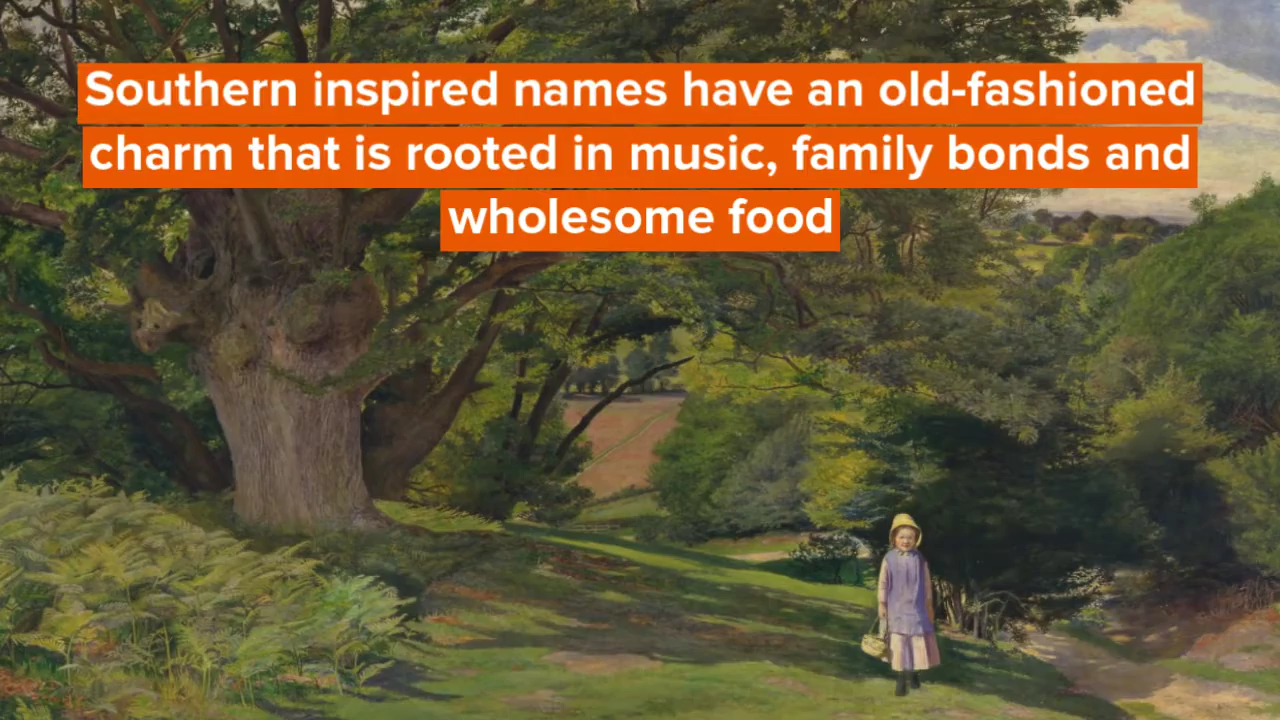 Southern inspired names have an old-fashioned
charm that is rooted in music, family bonds and
wholesome food